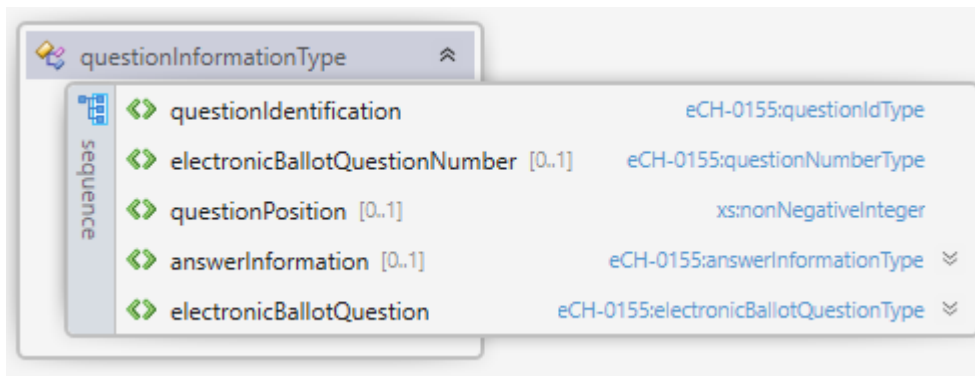 questionInformationType
sequence
questionIdentification eCH-0155:questionIdType
electronicBallotQuestionNumber [0..1] eCH-0155:questionNumberType
questionPosition [0..1] xs:nonNegativeInteger
answerInformation [0..1] eCH-0155:answerInformationType
electronicBallotQuestion eCH-0155:electronicBallotQuestionType